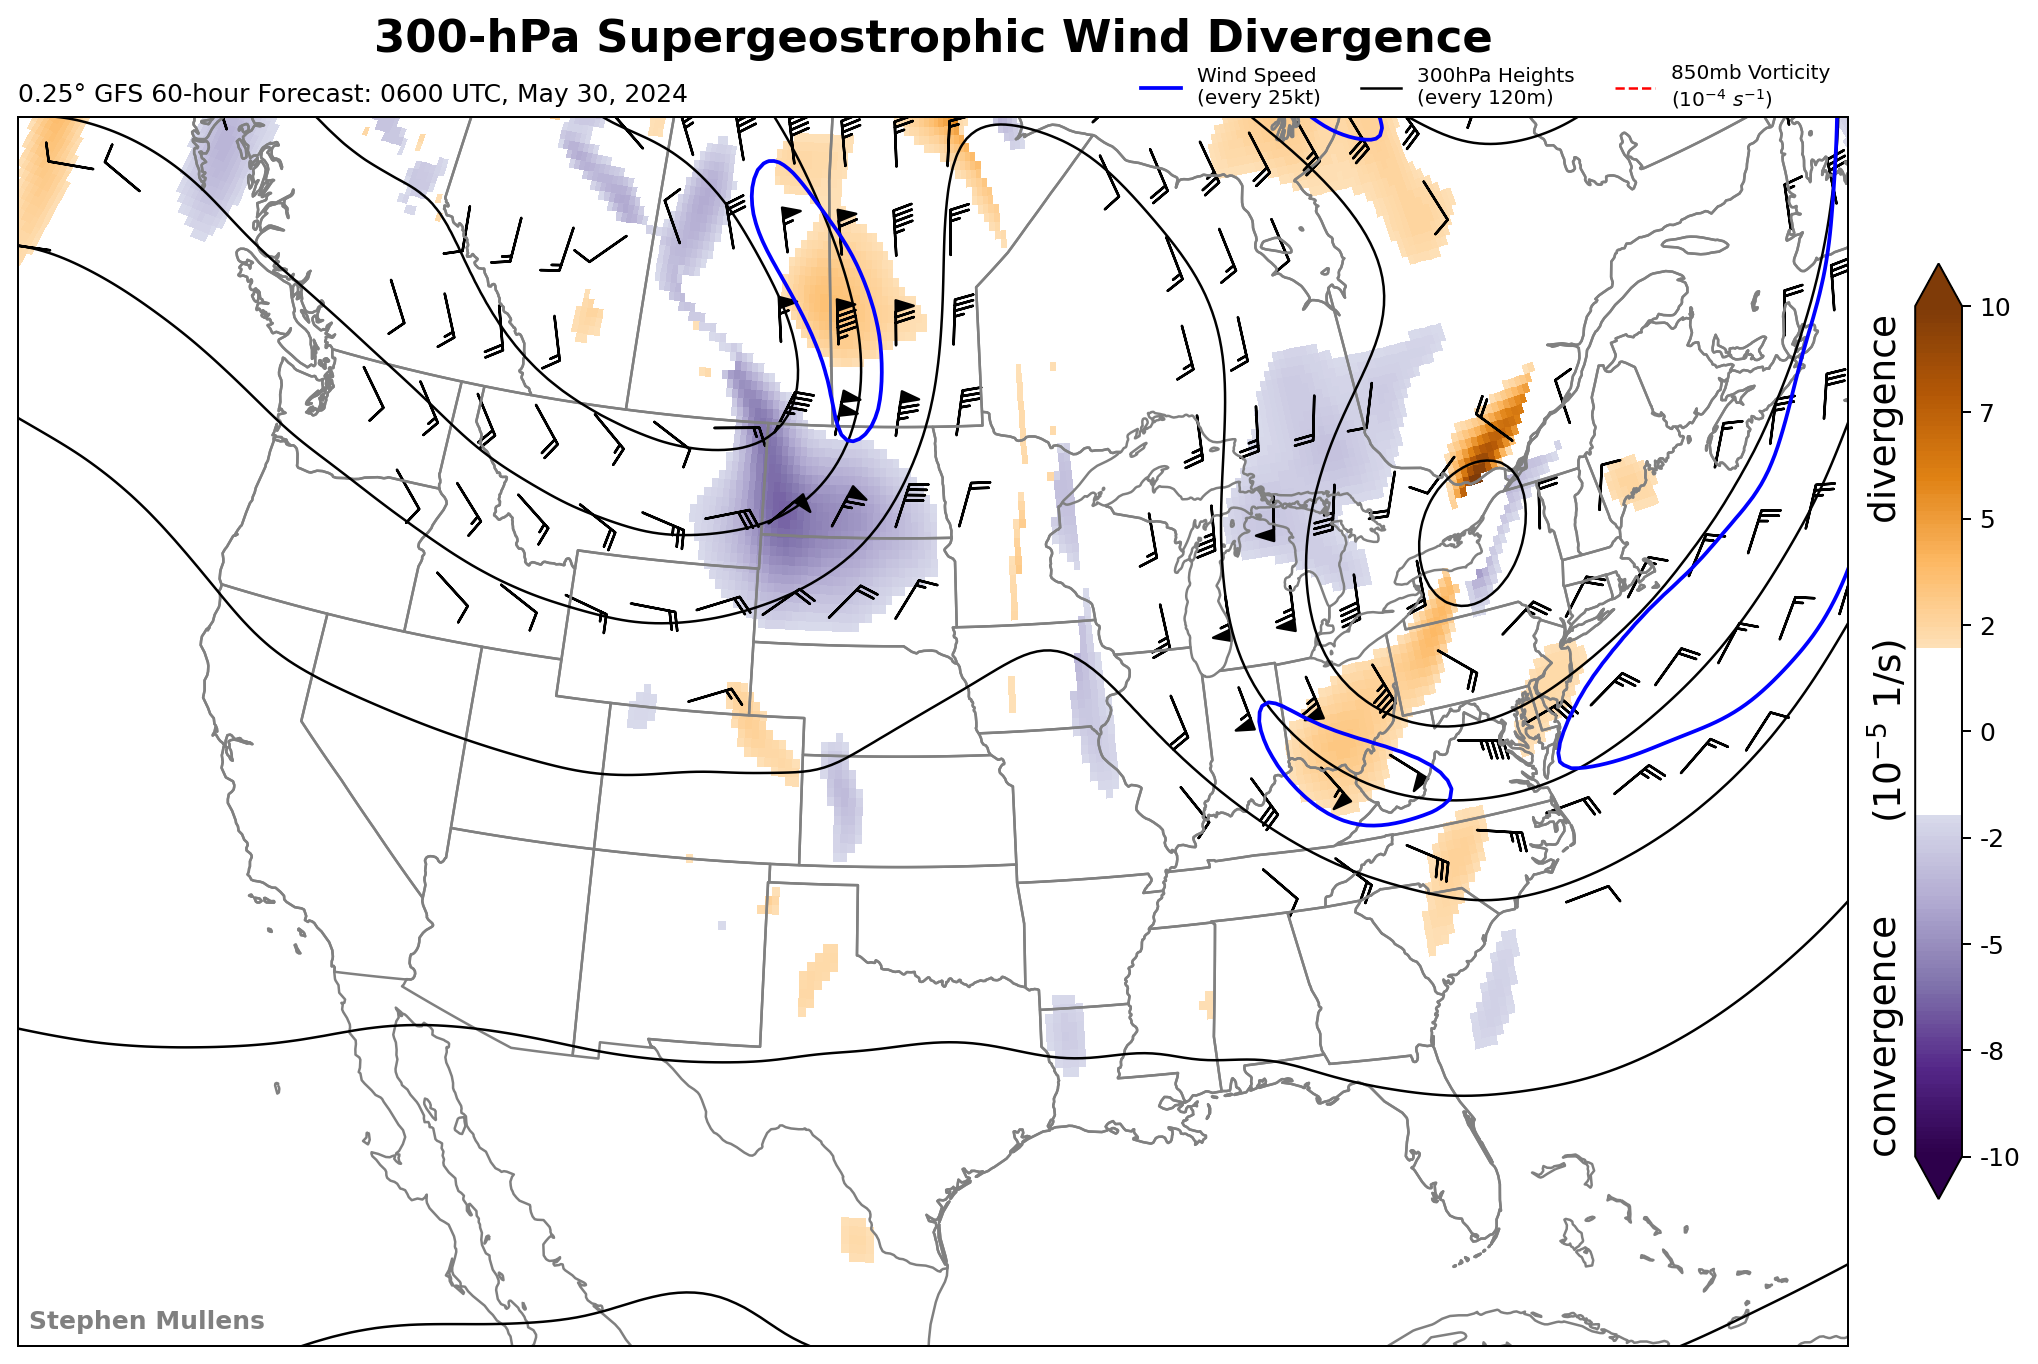 300-hPa Supergeostrophic Wind Divergence
0.25° GFS 60-hour Forecast: 0600 UTC, May 30, 2024
Wind Speed
(every 25kt)
300hPa Heights
(every 120m)
850mb Vorticity
(10⁻⁴ s⁻¹)
10
7
5
2
0
-2
-5
-8
-10
convergence (10⁻⁵ 1/s) divergence
Stephen Mullens